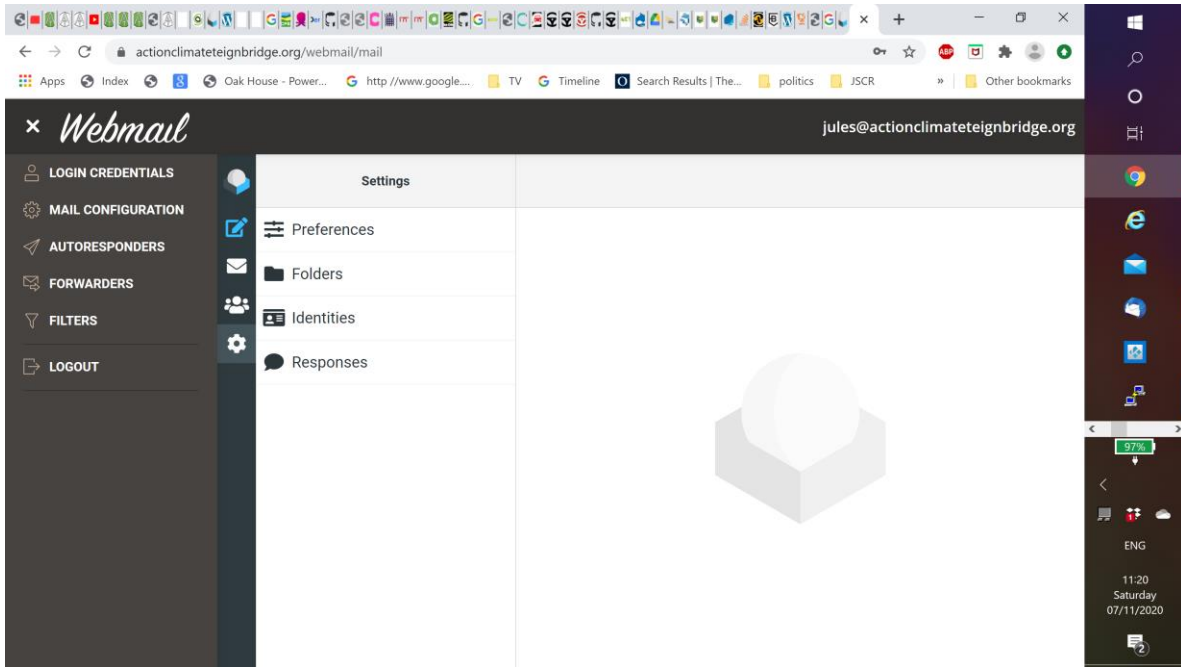 actionclimateteignbridge.org/webmail/mail
Apps Index Oak House - Power... http://www.google.... TV Timeline Search Results | The... politics JSCR » Other bookmarks
Webmail jules@actionclimateteignbridge.org
LOGIN CREDENTIALS
MAIL CONFIGURATION
AUTORESPONDERS
FORWARDERS
FILTERS
LOGOUT
Settings
Preferences
Folders
Identities
Responses
97%
ENG
11:20
Saturday
07/11/2020
2